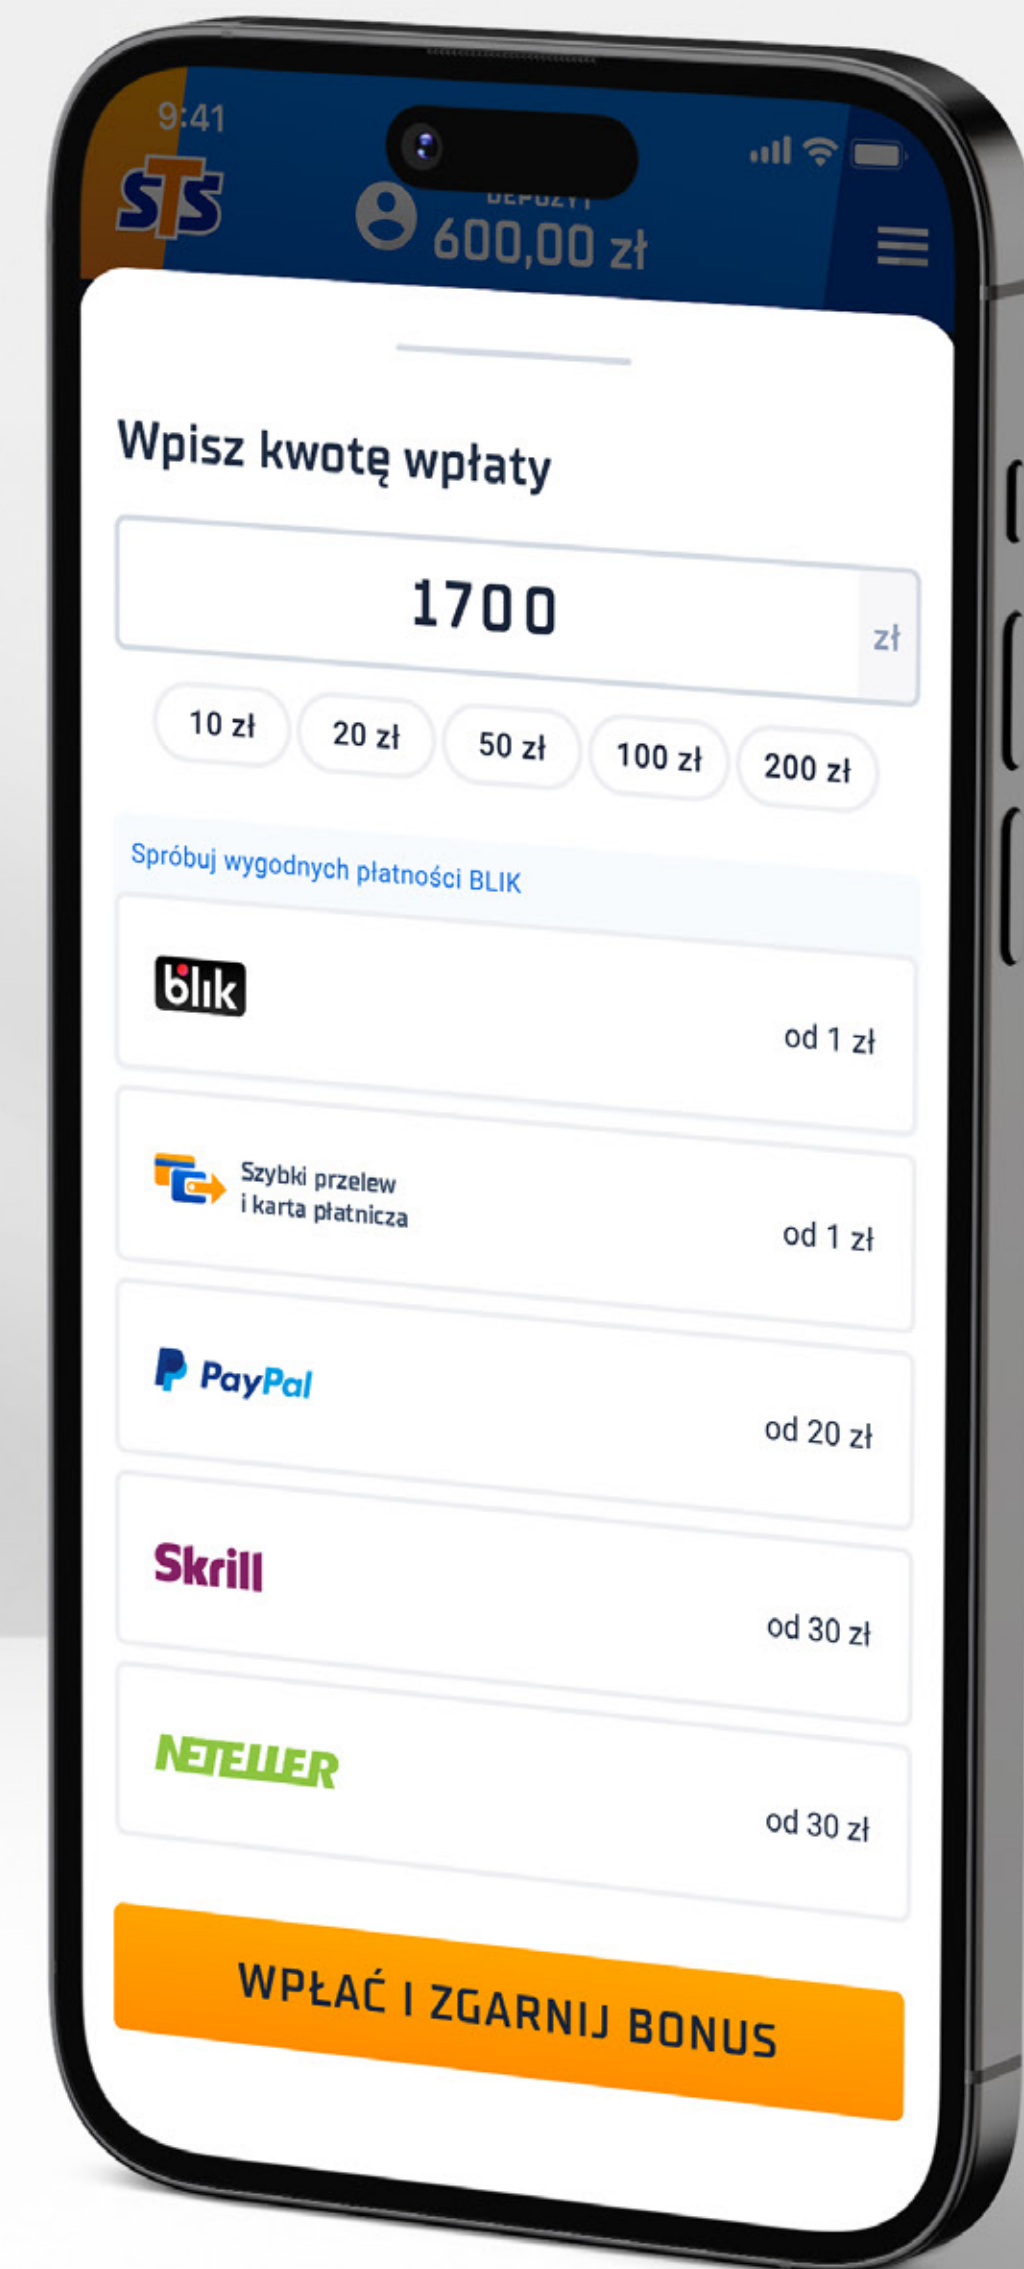 9:41
STS
DEPOZYT
600,00 zł
Wpisz kwotę wpłaty
1700 zł
10 zł 20 zł 50 zł 100 zł 200 zł
Spróbuj wygodnych płatności BLIK
blik
od 1 zł
Szybki przelew
i karta płatnicza
od 1 zł
PayPal
od 20 zł
Skrill
od 30 zł
NETELLER
od 30 zł
WPŁAĆ I ZGARNIJ BONUS